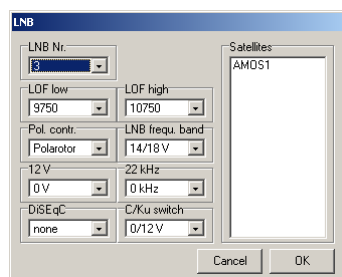 LNB
LNB Nr.
3
Satellites
AMOS1
LOF low
LOF high
9750
10750
Pol. contr.
LNB frequ. band
Polarotor
14/18 V
12 V
22 kHz
0 V
0 kHz
DiSEqC
C/Ku switch
none
0/12 V
Cancel
OK